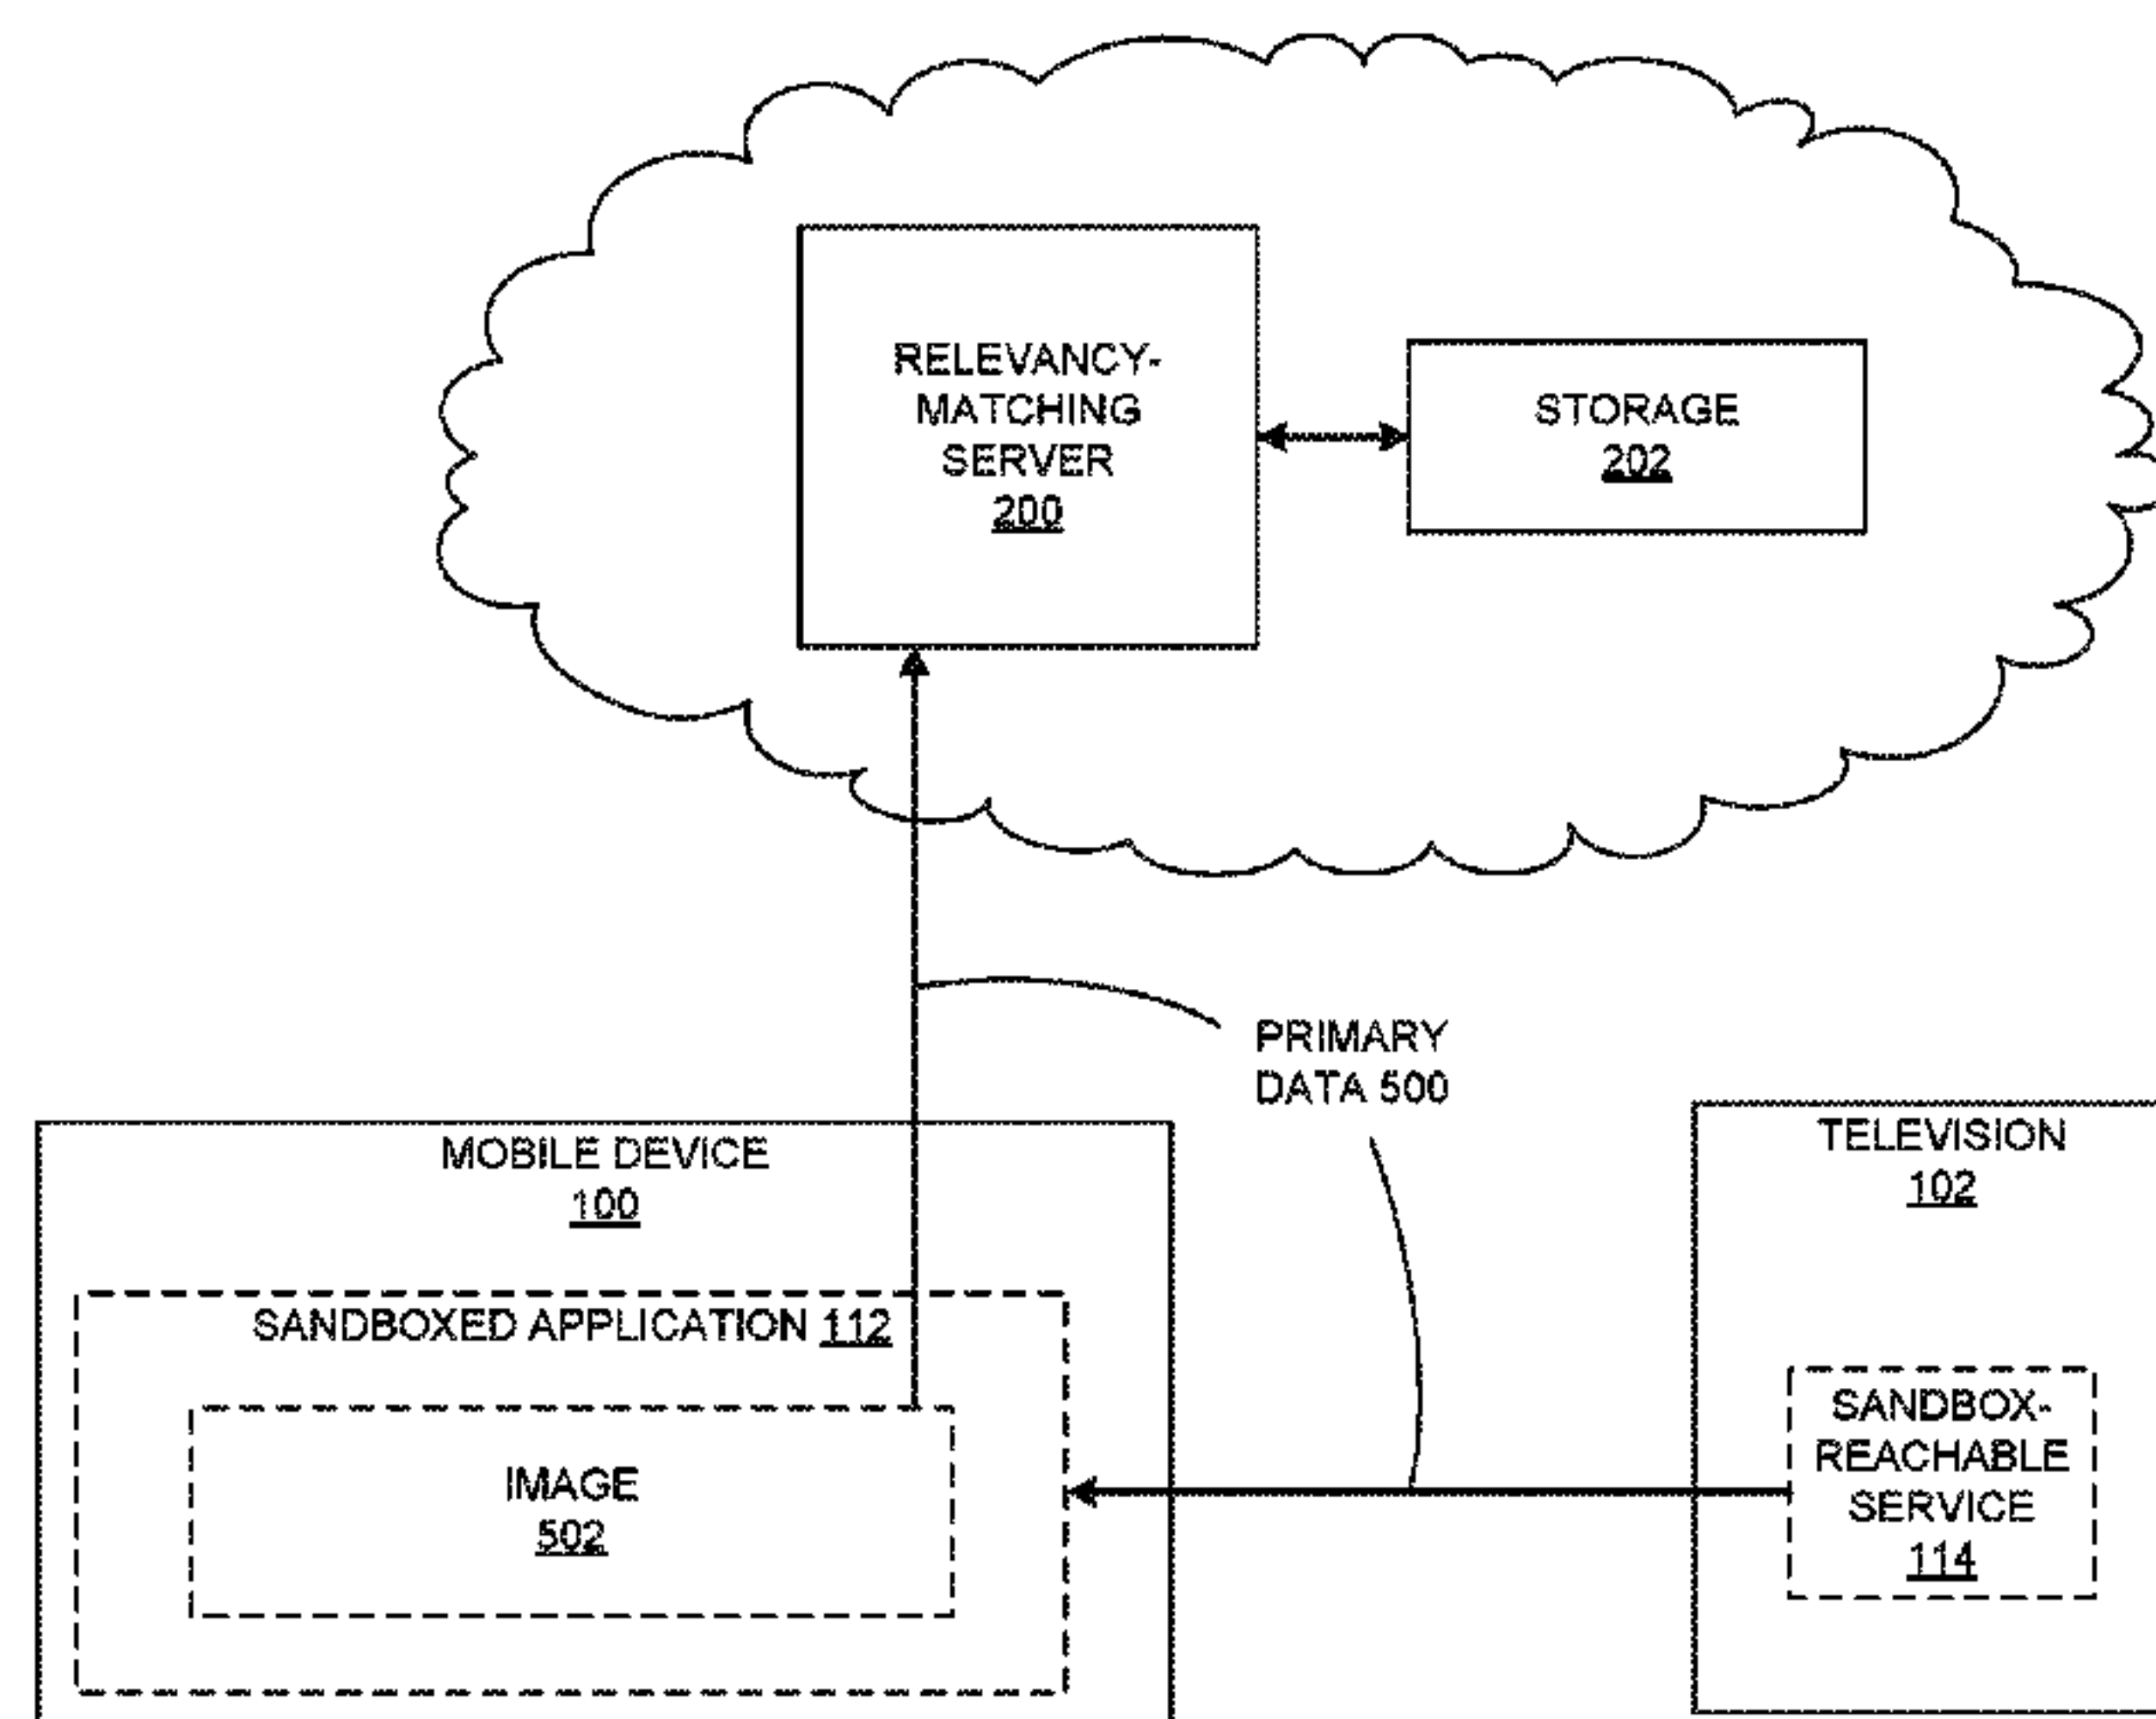 RELEVANCY-
MATCHING
SERVER
200
STORAGE
202
PRIMARY
DATA 500
MOBILE DEVICE
100
SANDBOXED APPLICATION 112
IMAGE
502
TELEVISION
102
SANDBOX-
REACHABLE
SERVICE
114